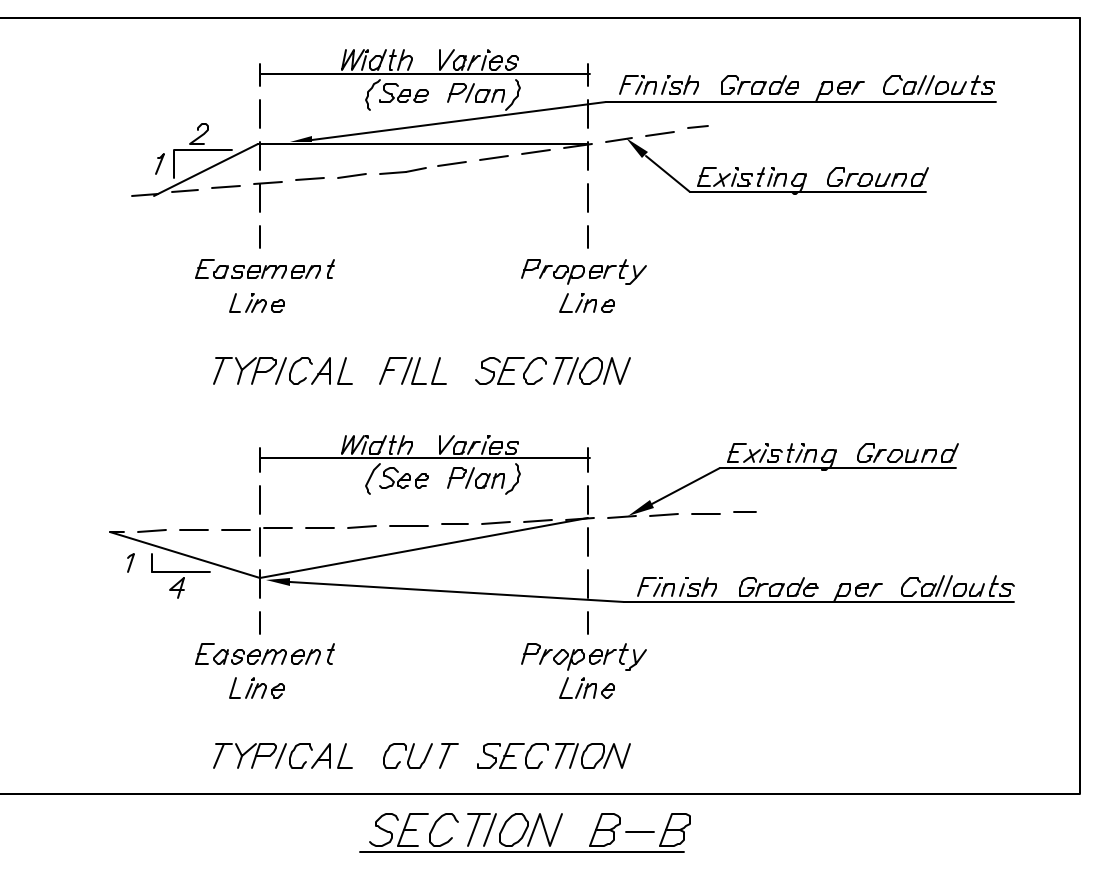 Width Varies
(See Plan)
Finish Grade per Callouts
2
1
Existing Ground
Easement
Line
Property
Line
TYPICAL FILL SECTION
Width Varies
(See Plan)
Existing Ground
1
4
Finish Grade per Callouts
Easement
Line
Property
Line
TYPICAL CUT SECTION
SECTION B-B